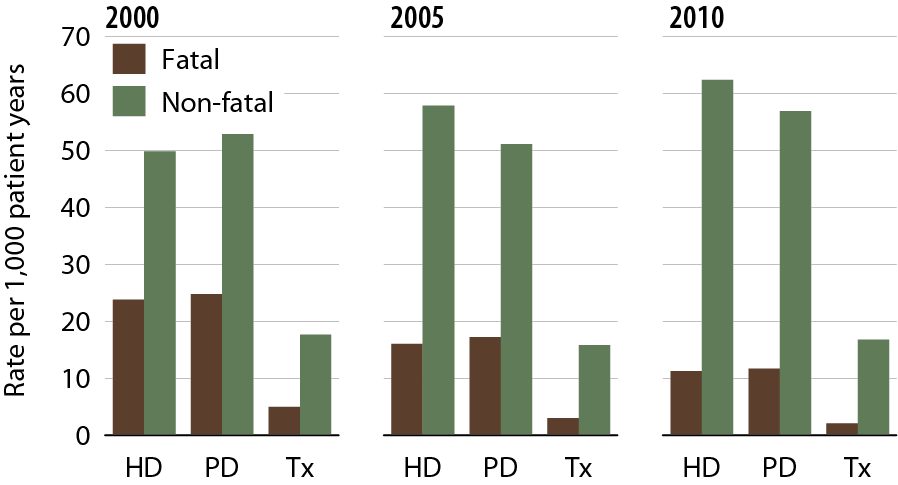 2000
2005
2010
Rate per 1,000 patient years
70
60
50
40
30
20
10
0
Fatal
Non-fatal
HD PD Tx
HD PD Tx
HD PD Tx